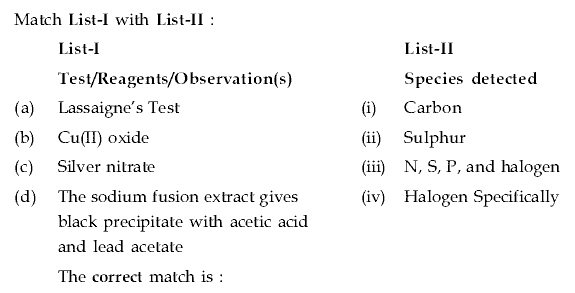 Match List-I with List-II :
List-I List-II
Test/Reagents/Observation(s) Species detected
(a) Lassaigne's Test (i) Carbon
(b) Cu(II) oxide (ii) Sulphur
(c) Silver nitrate (iii) N, S, P, and halogen
(d) The sodium fusion extract gives (iv) Halogen Specifically
black precipitate with acetic acid
and lead acetate
The correct match is :